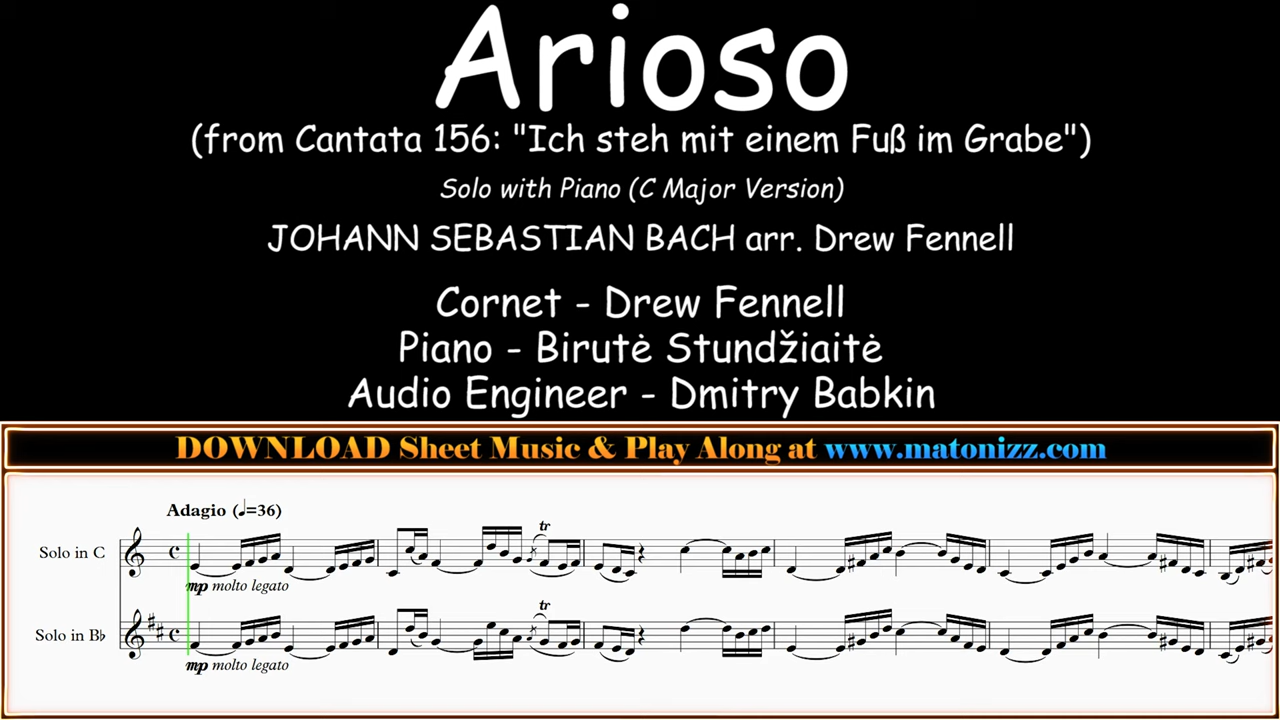 Arioso
(from Cantata 156: "Ich steh mit einem Fuß im Grabe")
Solo with Piano (C Major Version)
JOHANN SEBASTIAN BACH arr. Drew Fennell
Cornet - Drew Fennell
Piano - Birutė Stundžiaitė
Audio Engineer - Dmitry Babkin
DOWNLOAD Sheet Music & Play Along at www.matonizz.com
Adagio (♩=36)
tr
Solo in C
mp molto legato
tr
Solo in B♭
mp molto legato